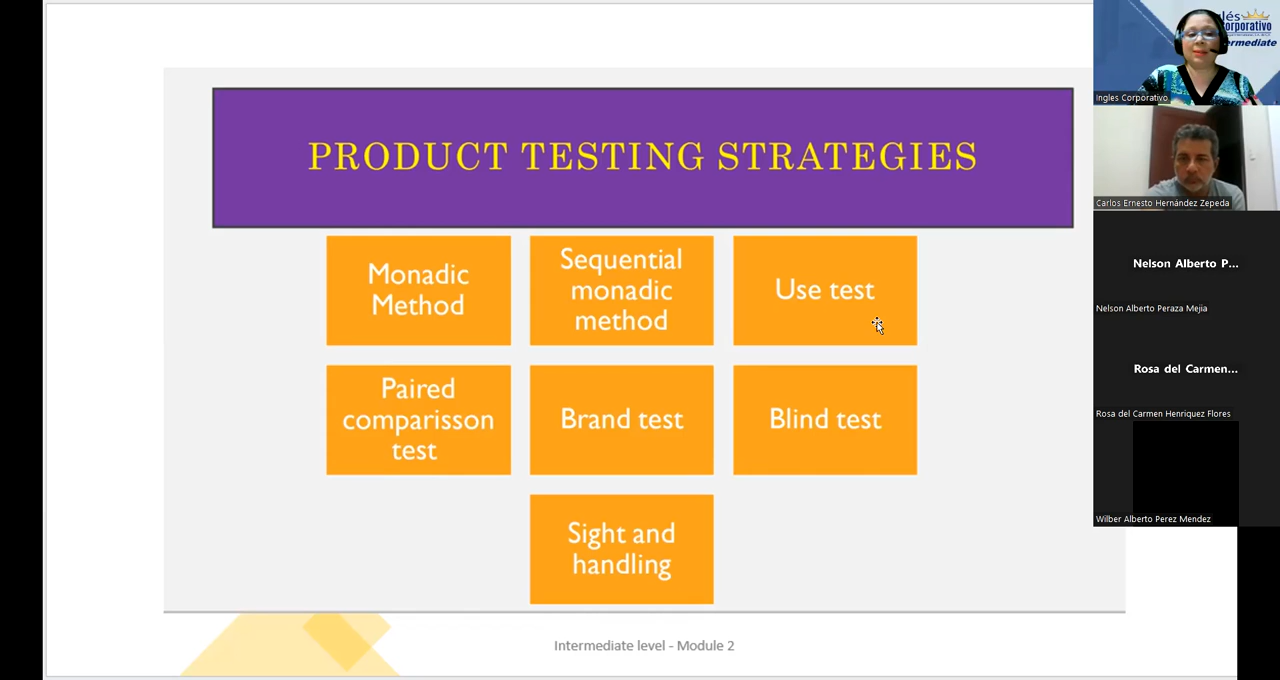 PRODUCT TESTING STRATEGIES
Monadic
Method
Sequential
monadic
method
Use test
Paired
comparisson
test
Brand test
Blind test
Sight and
handling
Intermediate level - Module 2
Ingles Corporativo
Carlos Ernesto Hernández Zepeda
Nelson Alberto P...
Nelson Alberto Peraza Mejia
Rosa del Carmen...
Rosa del Carmen Henriquez Flores
Wilber Alberto Perez Mendez